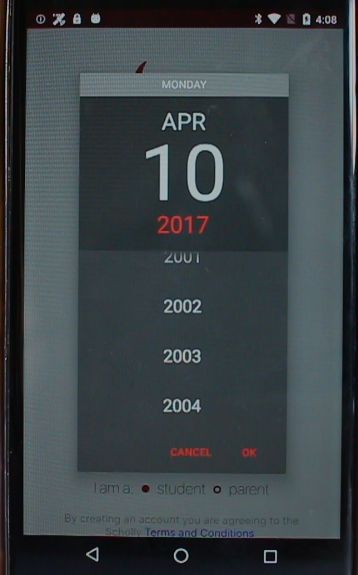 4:08
MONDAY
APR
10
2017
2001
2002
2003
2004
CANCEL OK
I am a: student parent
By creating an account you are agreeing to the
Scholly Terms and Conditions